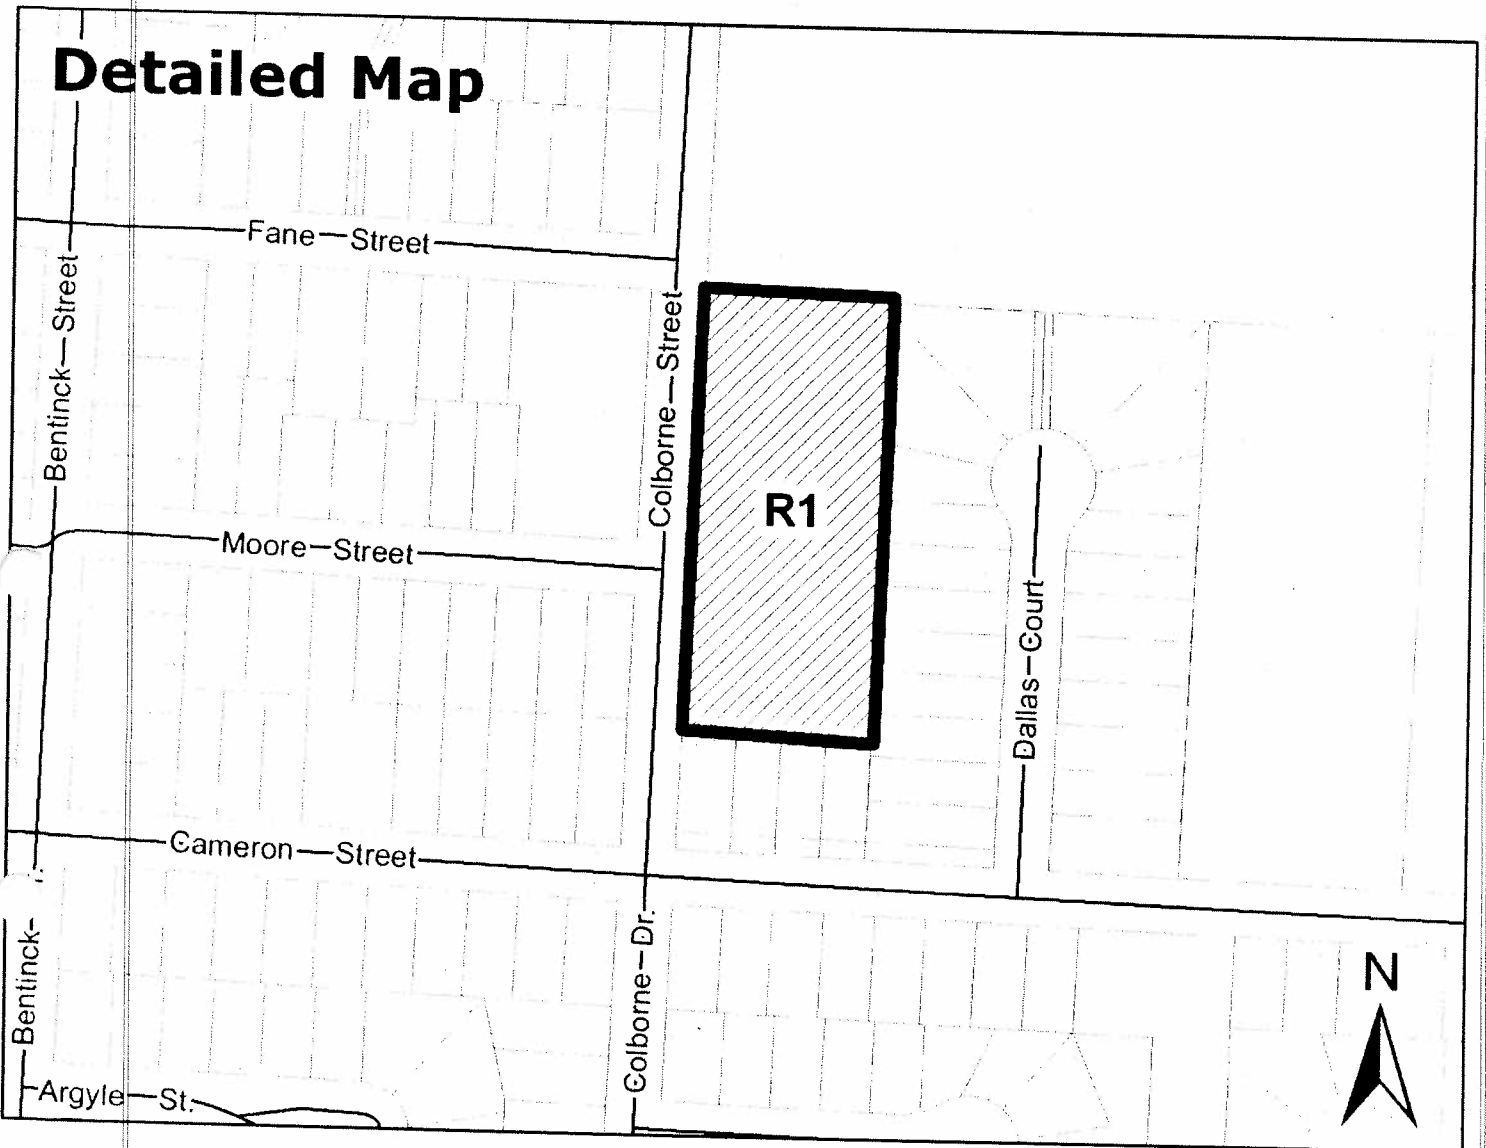 Detailed Map
Fane Street
Bentinck Street
Colborne Street
R1
Moore Street
Dallas Court
Cameron Street
Colborne Dr.
Bentinck
N
Argyle St.